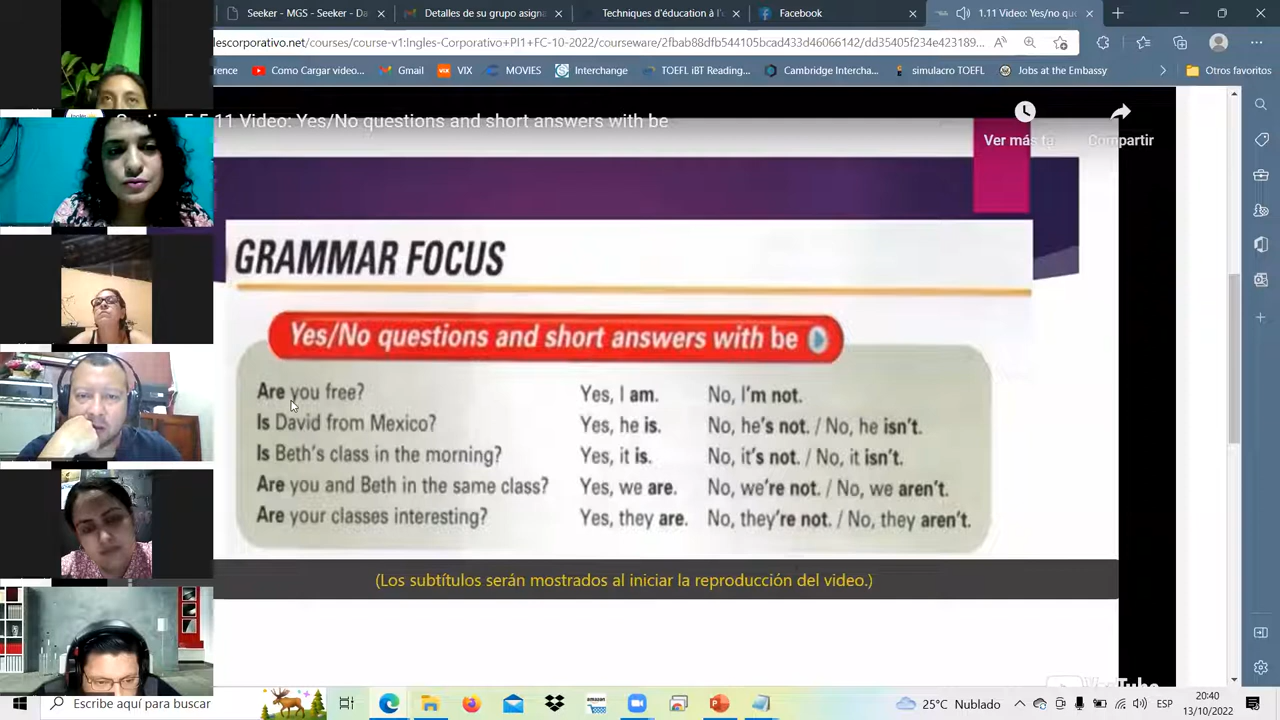 Seeker - MGS - Seeker - Da
Detalles de su grupo asigna
Techniques d'éducation à l'
Facebook
1.11 Video: Yes/no qu
lescorporativo.net/courses/course-v1:Ingles-Corporativo+PI1+FC-10-2022/courseware/2fbab88dfb544105bcad433d46066142/dd35405f234e423189...
rence
Como Cargar vídeo...
Gmail
VIX
MOVIES
Interchange
TOEFL iBT Reading...
Cambridge Intercha...
simulacro TOEFL
Jobs at the Embassy
Otros favoritos
11 Video: Yes/No questions and short answers with be
Ver más ta
Compartir
GRAMMAR FOCUS
Yes/No questions and short answers with be
Are you free? Yes, I am. No, I'm not.
Is David from Mexico? Yes, he is. No, he's not. / No, he isn't.
Is Beth's class in the morning? Yes, it is. No, it's not. / No, it isn't.
Are you and Beth in the same class? Yes, we are. No, we're not. / No, we aren't.
Are your classes interesting? Yes, they are. No, they're not. / No, they aren't.
(Los subtítulos serán mostrados al iniciar la reproducción del video.)
YouTube
Escribe aquí para buscar
amazon
25°C Nublado
ESP
20:40
13/10/2022